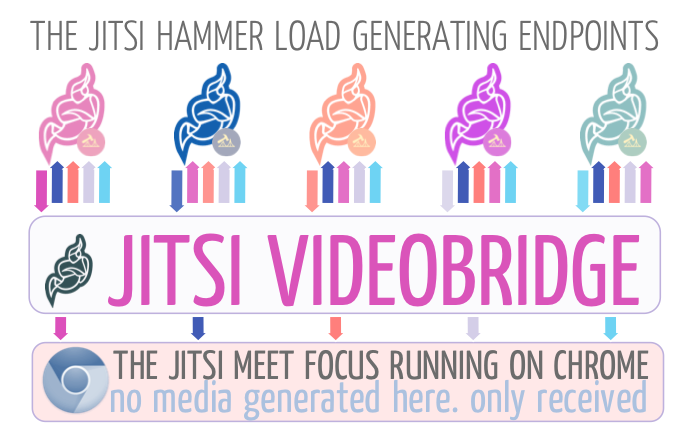 THE JITSI HAMMER LOAD GENERATING ENDPOINTS
JITSI VIDEOBRIDGE
THE JITSI MEET FOCUS RUNNING ON CHROME
no media generated here. only received